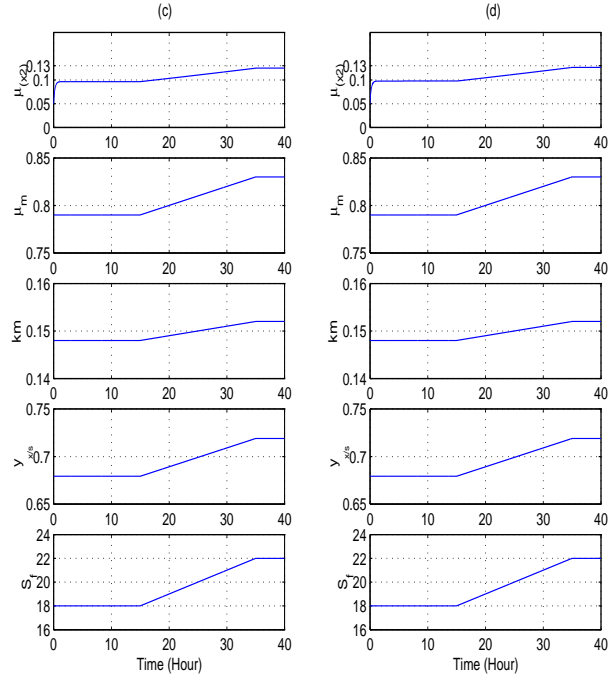 (c) (d)
0.13 0.13
0.1 0.1
μ(x2) μ(x2)
0.05 0.05
0 0
0 10 20 30 40 0 10 20 30 40
0.85 0.85
μm μm
0.8 0.8
0.75 0.75
0 10 20 30 40 0 10 20 30 40
0.16 0.16
km km
0.15 0.15
0.14 0.14
0 10 20 30 40 0 10 20 30 40
0.75 0.75
y x/s y x/s
0.7 0.7
0.65 0.65
0 10 20 30 40 0 10 20 30 40
24 24
22 22
Sf Sf
20 20
18 18
16 16
0 10 20 30 40 0 10 20 30 40
Time (Hour) Time (Hour)